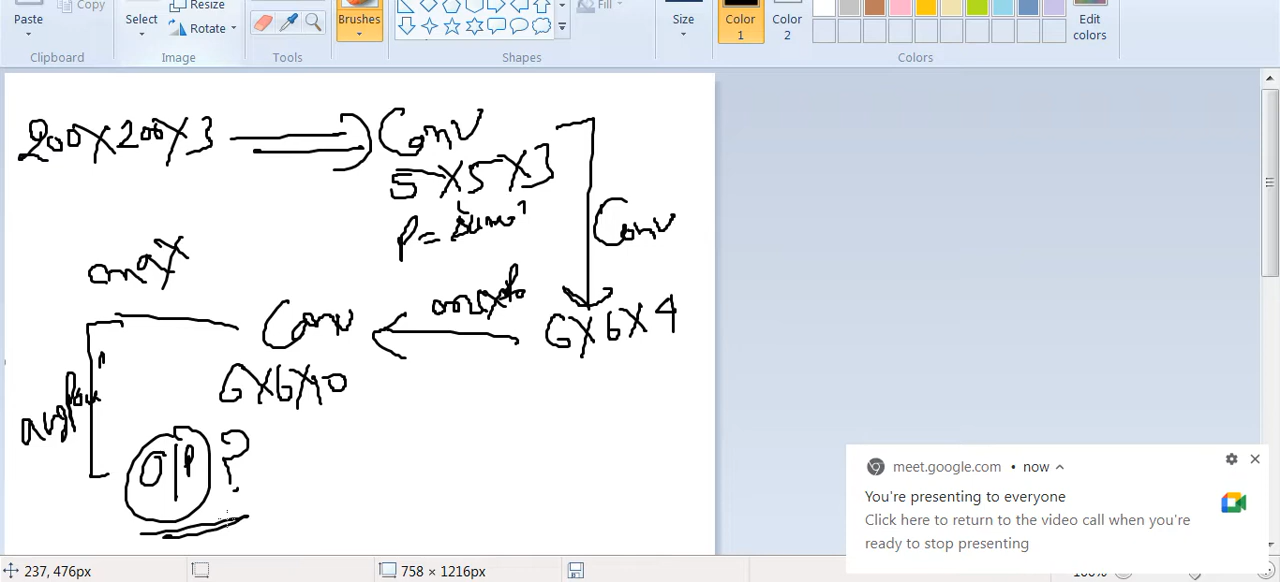 Copy
Paste
Select
Resize
Rotate
Brushes
Fill
Size
Color 1
Color 2
Edit colors
Clipboard
Image
Tools
Shapes
Colors
200X200X3
Conv
5X5X3
P=
Conv
6X6X4
Conv
6X6X10
max
O|P ?
meet.google.com • now
You're presenting to everyone
Click here to return to the video call when you're
ready to stop presenting
237, 476px
758 × 1216px
100%